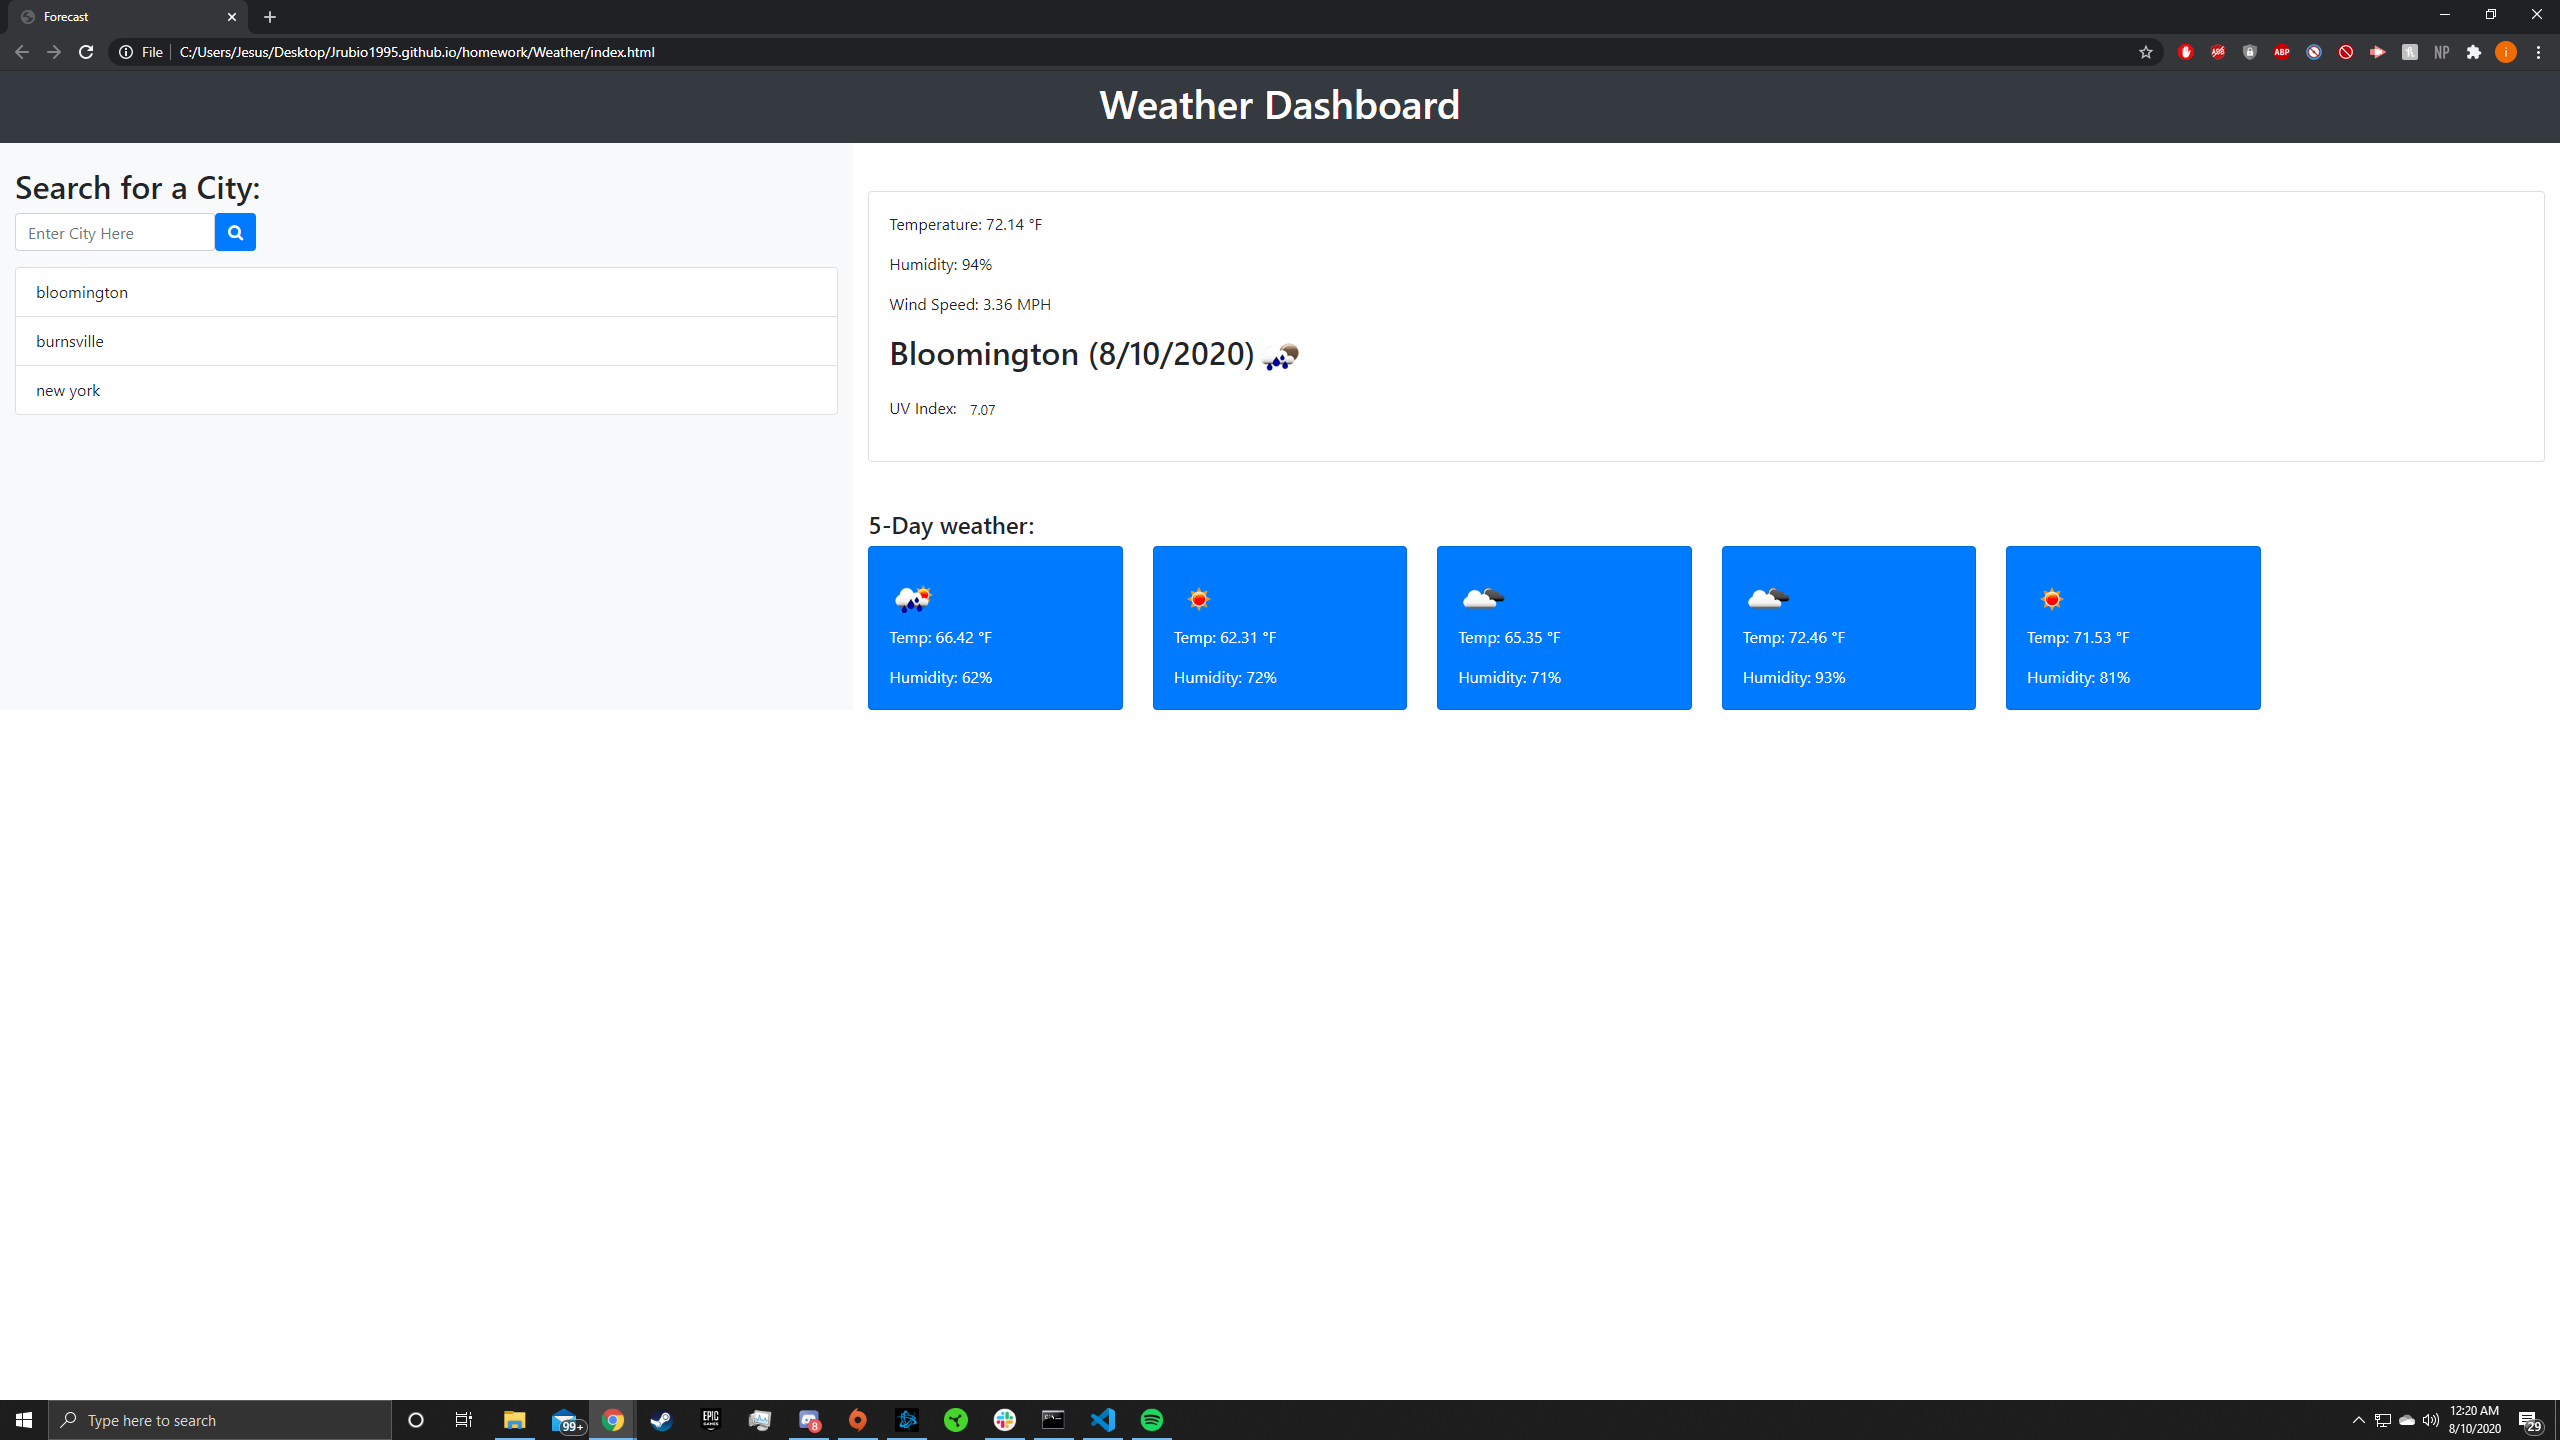 Forecast
File
C:/Users/Jesus/Desktop/Jrubio1995.github.io/homework/Weather/index.html
ABP
NP
i
Weather Dashboard
Search for a City:
Enter City Here
bloomington
burnsville
new york
Temperature: 72.14 °F
Humidity: 94%
Wind Speed: 3.36 MPH
Bloomington (8/10/2020)
UV Index: 7.07
5-Day weather:
Temp: 66.42 °F
Humidity: 62%
Temp: 62.31 °F
Humidity: 72%
Temp: 65.35 °F
Humidity: 71%
Temp: 72.46 °F
Humidity: 93%
Temp: 71.53 °F
Humidity: 81%
Type here to search
99+
EPIC
GAMES
8
12:20 AM
8/10/2020
29